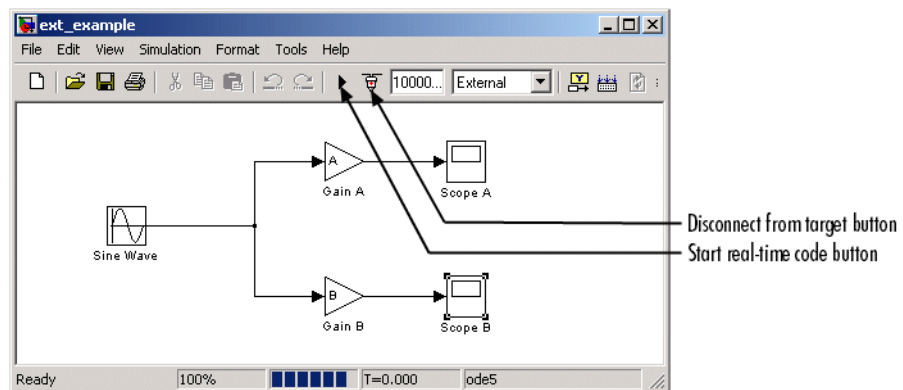 ext_example
File Edit View Simulation Format Tools Help
10000... External
A
Gain A
Scope A
Sine Wave
B
Gain B
Scope B
Disconnect from target button
Start real-time code button
Ready 100% T=0.000 ode5